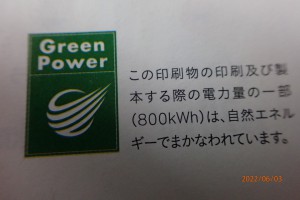 Green
Power
この印刷物の印刷及び製
本する際の電力量の一部
(800kWh)は、自然エネル
ギーでまかなわれています。
2022/06/03